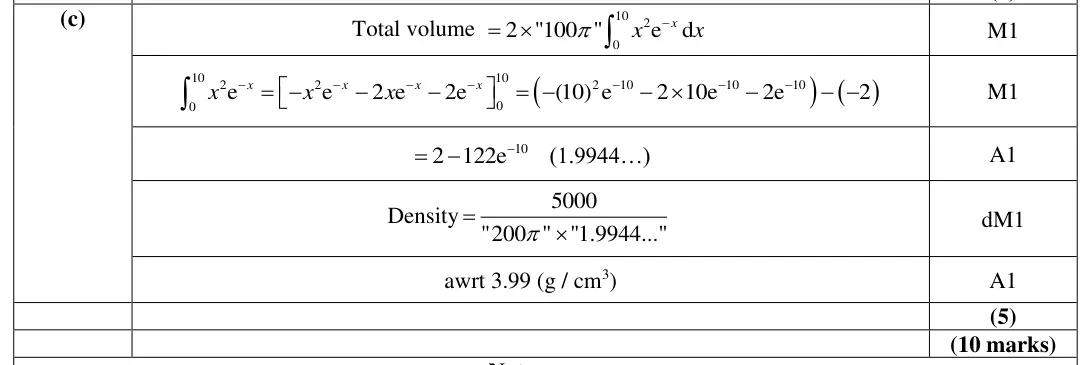 (c) Total volume = 2 × "100π" ∫₀¹⁰ x²e⁻ˣ dx M1
∫₀¹⁰ x²e⁻ˣ = [−x²e⁻ˣ − 2xe⁻ˣ − 2e⁻ˣ]₀¹⁰ = (−(10)²e⁻¹⁰ − 2×10e⁻¹⁰ − 2e⁻¹⁰) − (−2) M1
= 2 − 122e⁻¹⁰ (1.9944…) A1
Density = 5000 / "200π" × "1.9944..." dM1
awrt 3.99 (g / cm³) A1
(5)
(10 marks)